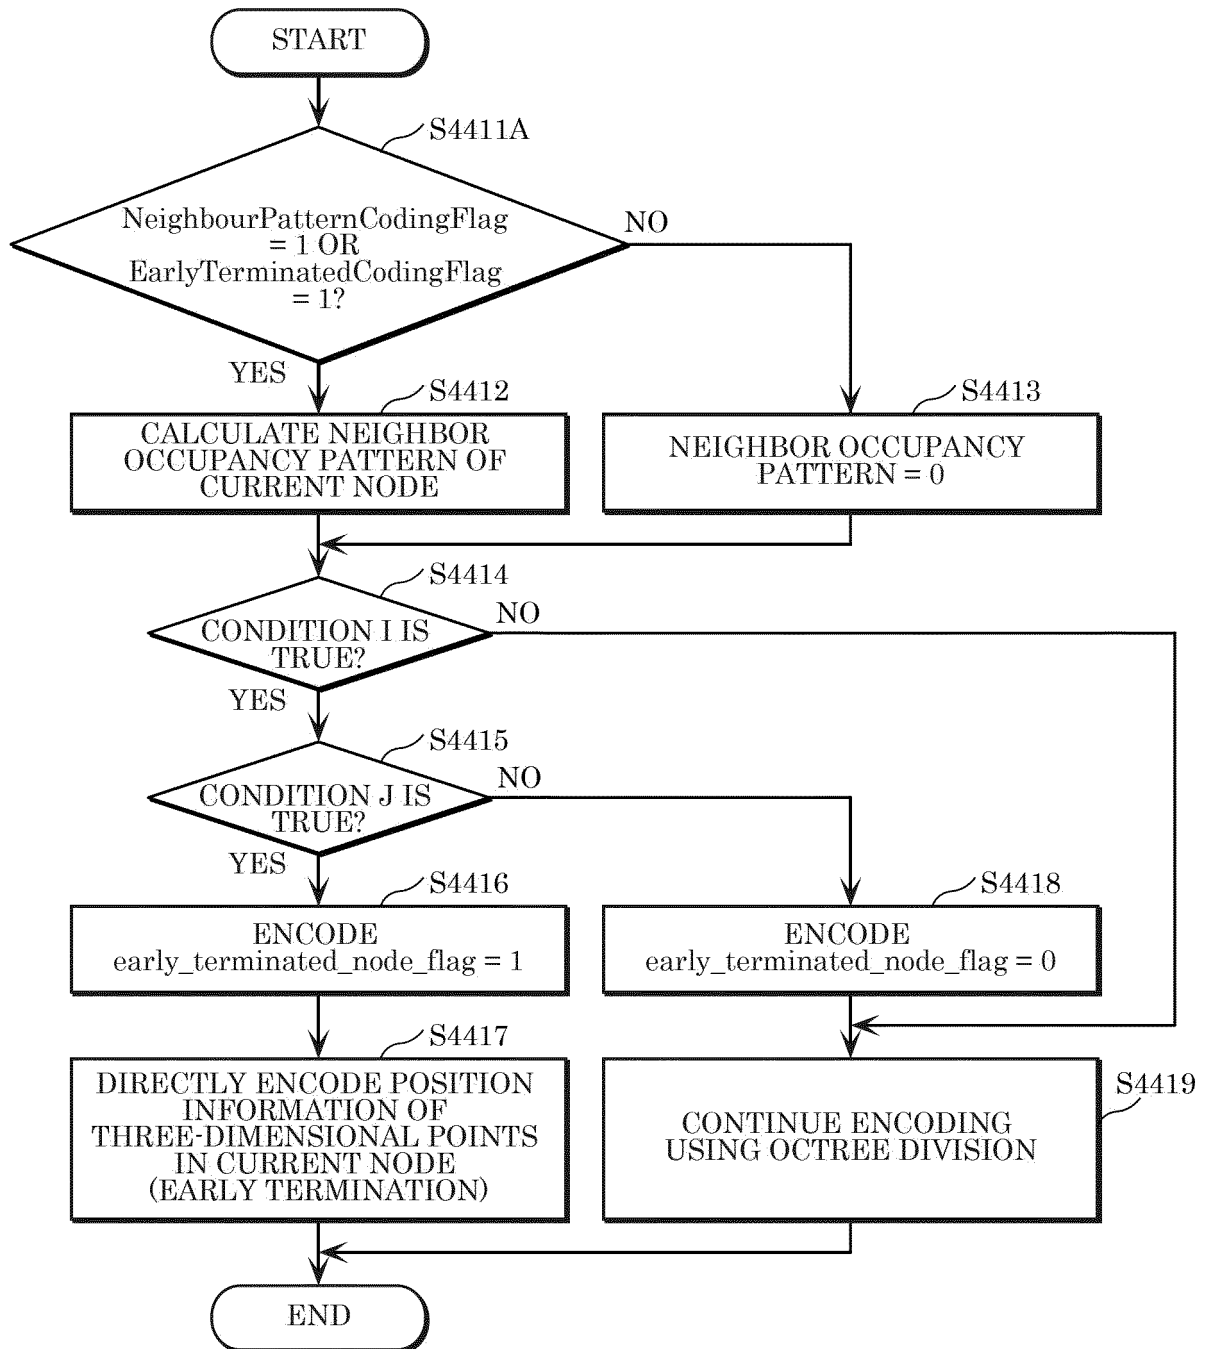 START
S4411A
NeighbourPatternCodingFlag
= 1 OR
EarlyTerminatedCodingFlag
= 1?
NO
YES
S4412
CALCULATE NEIGHBOR
OCCUPANCY PATTERN OF
CURRENT NODE
S4413
NEIGHBOR OCCUPANCY
PATTERN = 0
S4414
CONDITION I IS
TRUE?
NO
YES
S4415
CONDITION J IS
TRUE?
NO
YES
S4416
ENCODE
early_terminated_node_flag = 1
S4418
ENCODE
early_terminated_node_flag = 0
S4417
DIRECTLY ENCODE POSITION
INFORMATION OF
THREE-DIMENSIONAL POINTS
IN CURRENT NODE
(EARLY TERMINATION)
S4419
CONTINUE ENCODING
USING OCTREE DIVISION
END